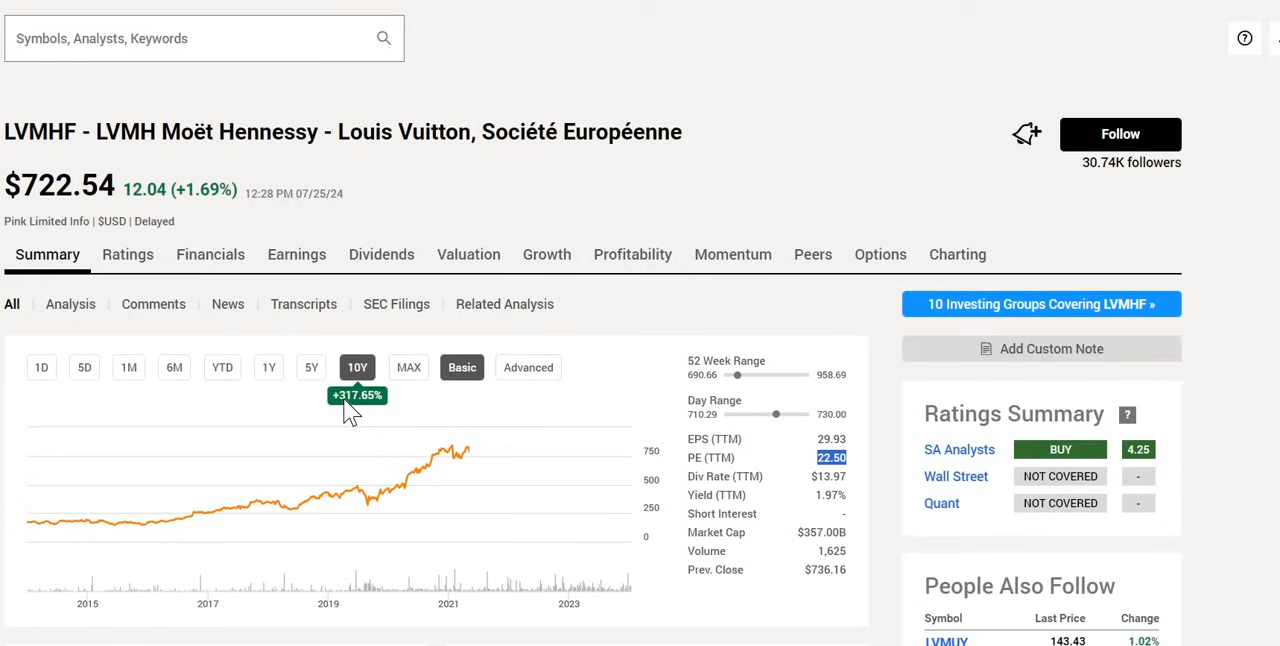 Symbols, Analysts, Keywords
LVMHF - LVMH Moët Hennessy - Louis Vuitton, Société Européenne
Follow
30.74K followers
$722.54 12.04 (+1.69%) 12:28 PM 07/25/24
Pink Limited Info | $USD | Delayed
Summary Ratings Financials Earnings Dividends Valuation Growth Profitability Momentum Peers Options Charting
All Analysis Comments News Transcripts SEC Filings Related Analysis
10 Investing Groups Covering LVMHF »
Add Custom Note
1D 5D 1M 6M YTD 1Y 5Y 10Y MAX Basic Advanced
+317.65%
750
500
250
0
2015 2017 2019 2021 2023
52 Week Range
690.66 958.69
Day Range
710.29 730.00
EPS (TTM) 29.93
PE (TTM) 22.50
Div Rate (TTM) $13.97
Yield (TTM) 1.97%
Short Interest -
Market Cap $357.00B
Volume 1,625
Prev. Close $736.16
Ratings Summary ?
SA Analysts BUY 4.25
Wall Street NOT COVERED -
Quant NOT COVERED -
People Also Follow
Symbol Last Price Change
LVMUY 143.43 1.02%